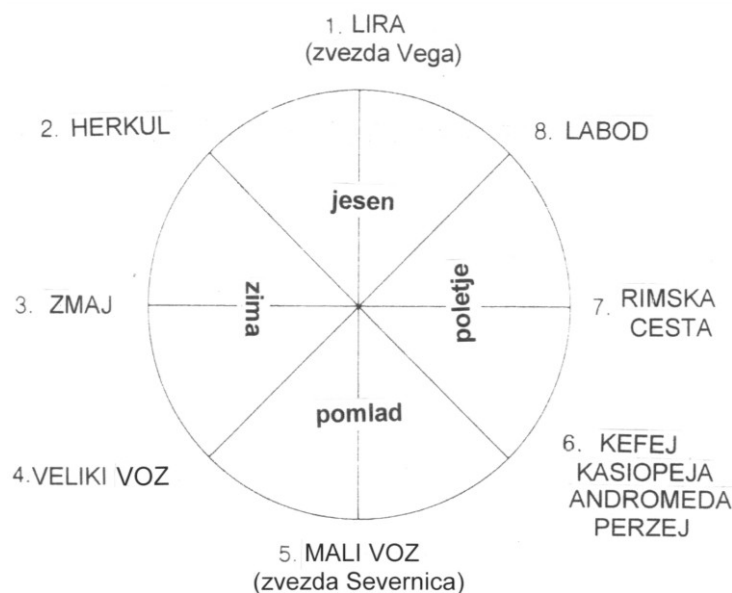 1. LIRA
(zvezda Vega)
2. HERKUL
8. LABOD
jesen
3. ZMAJ
zima
poletje
7. RIMSKA
CESTA
pomlad
4. VELIKI VOZ
6. KEFEJ
KASIOPEJA
ANDROMEDA
PERZEJ
5. MALI VOZ
(zvezda Severnica)